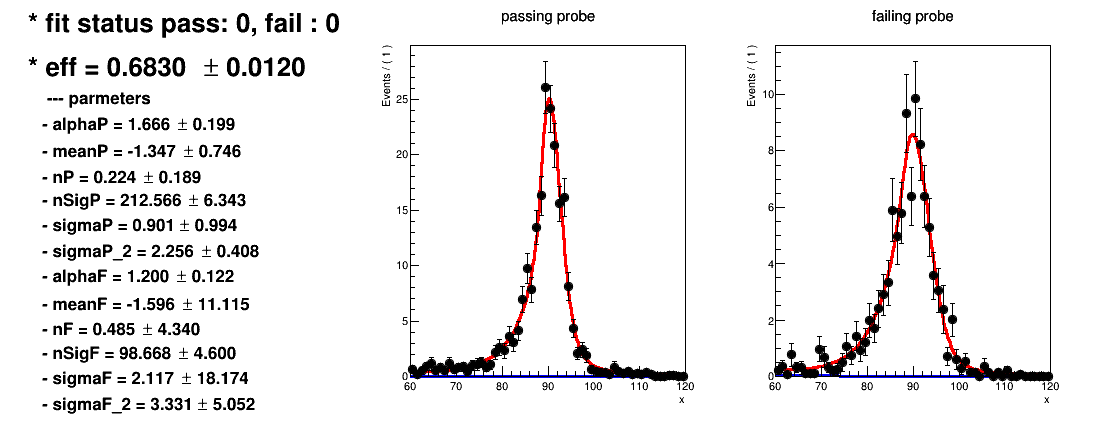 * fit status pass: 0, fail : 0
* eff = 0.6830 ± 0.0120
--- parmeters
- alphaP = 1.666 ± 0.199
- meanP = -1.347 ± 0.746
- nP = 0.224 ± 0.189
- nSigP = 212.566 ± 6.343
- sigmaP = 0.901 ± 0.994
- sigmaP_2 = 2.256 ± 0.408
- alphaF = 1.200 ± 0.122
- meanF = -1.596 ± 11.115
- nF = 0.485 ± 4.340
- nSigF = 98.668 ± 4.600
- sigmaF = 2.117 ± 18.174
- sigmaF_2 = 3.331 ± 5.052
passing probe
Events / ( 1 )
25
20
15
10
5
0
60 70 80 90 100 110 120
x
failing probe
Events / ( 1 )
10
8
6
4
2
0
60 70 80 90 100 110 120
x